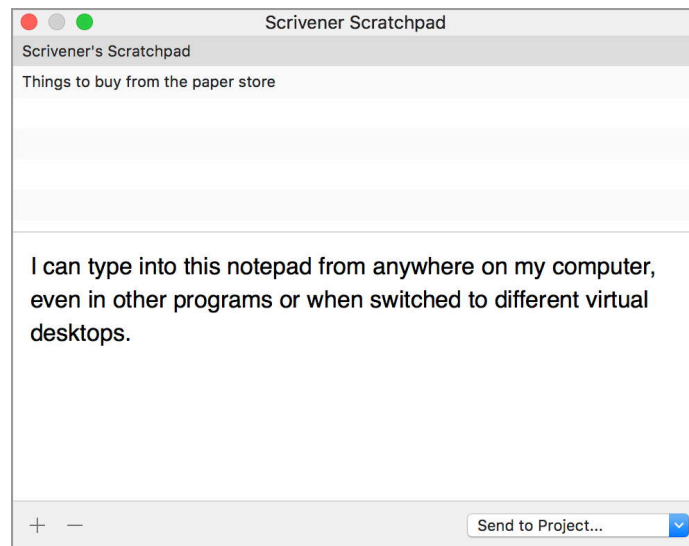 Scrivener Scratchpad
Scrivener's Scratchpad
Things to buy from the paper store
I can type into this notepad from anywhere on my computer,
even in other programs or when switched to different virtual
desktops.
Send to Project...